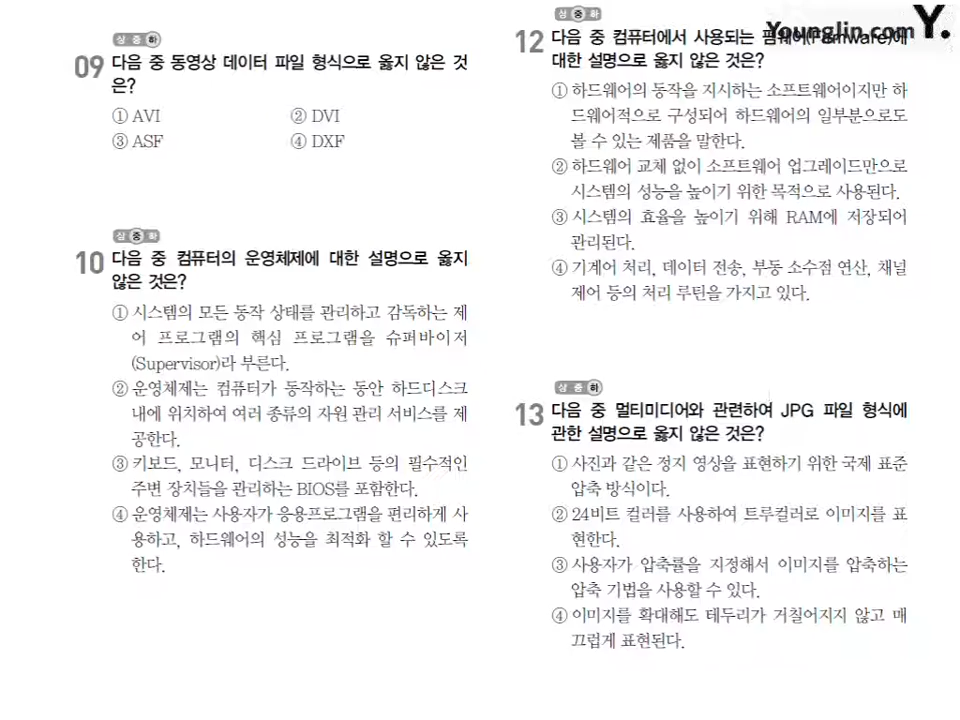 상 중 하
09 다음 중 동영상 데이터 파일 형식으로 옳지 않은 것
은?
① AVI ② DVI
③ ASF ④ DXF
상 중 하
10 다음 중 컴퓨터의 운영체제에 대한 설명으로 옳지
않은 것은?
① 시스템의 모든 동작 상태를 관리하고 감독하는 제
어 프로그램의 핵심 프로그램을 슈퍼바이저
(Supervisor)라 부른다.
② 운영체제는 컴퓨터가 동작하는 동안 하드디스크
내에 위치하여 여러 종류의 자원 관리 서비스를 제
공한다.
③ 키보드, 모니터, 디스크 드라이브 등의 필수적인
주변 장치들을 관리하는 BIOS를 포함한다.
④ 운영체제는 사용자가 응용프로그램을 편리하게 사
용하고, 하드웨어의 성능을 최적화 할 수 있도록
한다.
상 중 하
Younglin.com Y.
12 다음 중 컴퓨터에서 사용되는 펌웨어(Firmware)에
대한 설명으로 옳지 않은 것은?
① 하드웨어의 동작을 지시하는 소프트웨어이지만 하
드웨어적으로 구성되어 하드웨어의 일부분으로도
볼 수 있는 제품을 말한다.
② 하드웨어 교체 없이 소프트웨어 업그레이드만으로
시스템의 성능을 높이기 위한 목적으로 사용된다.
③ 시스템의 효율을 높이기 위해 RAM에 저장되어
관리된다.
④ 기계어 처리, 데이터 전송, 부동 소수점 연산, 채널
제어 등의 처리 루틴을 가지고 있다.
상 중 하
13 다음 중 멀티미디어와 관련하여 JPG 파일 형식에
관한 설명으로 옳지 않은 것은?
① 사진과 같은 정지 영상을 표현하기 위한 국제 표준
압축 방식이다.
② 24비트 컬러를 사용하여 트루컬러로 이미지를 표
현한다.
③ 사용자가 압축률을 지정해서 이미지를 압축하는
압축 기법을 사용할 수 있다.
④ 이미지를 확대해도 테두리가 거칠어지지 않고 매
끄럽게 표현된다.